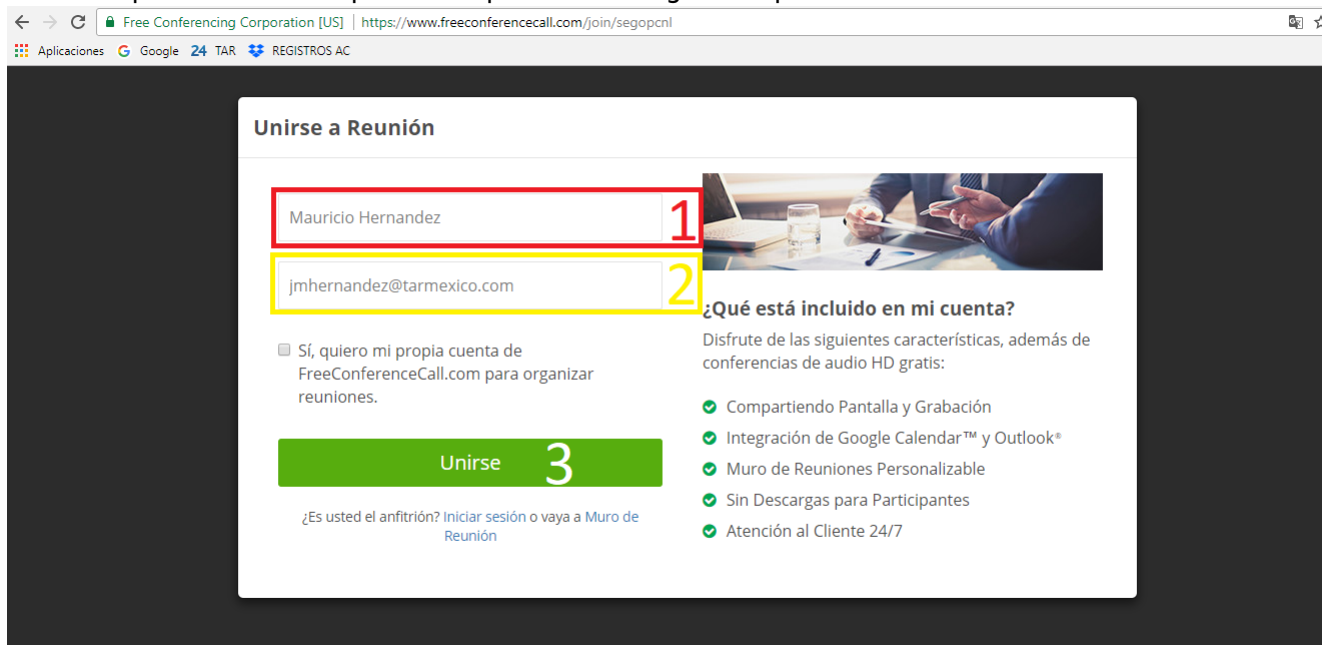 Free Conferencing Corporation [US] | https://www.freeconferencecall.com/join/segopcnl
Aplicaciones G Google 24 TAR REGISTROS AC
Unirse a Reunión
Mauricio Hernandez 1
jmhernandez@tarmexico.com 2
Sí, quiero mi propia cuenta de
FreeConferenceCall.com para organizar
reuniones.
Unirse 3
¿Es usted el anfitrión? Iniciar sesión o vaya a Muro de
Reunión
¿Qué está incluido en mi cuenta?
Disfrute de las siguientes características, además de
conferencias de audio HD gratis:
Compartiendo Pantalla y Grabación
Integración de Google Calendar™ y Outlook®
Muro de Reuniones Personalizable
Sin Descargas para Participantes
Atención al Cliente 24/7